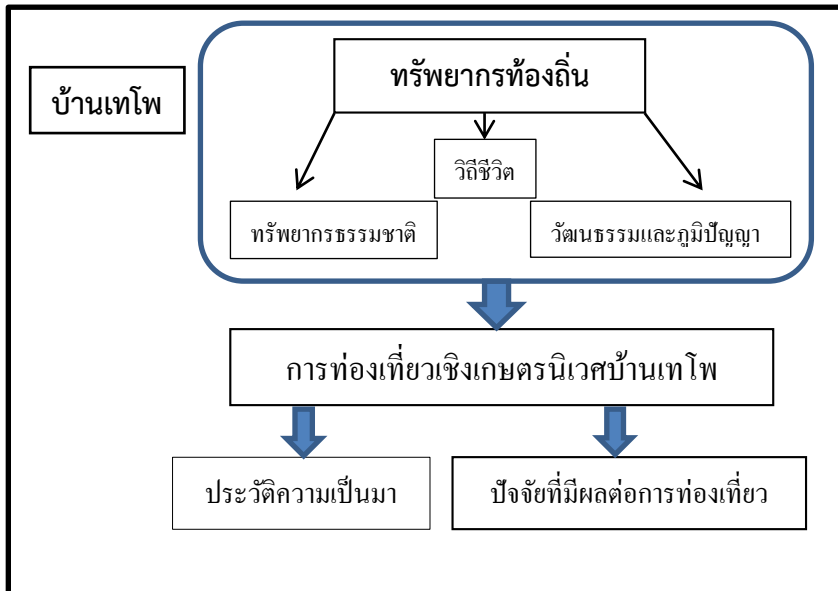 ทรัพยากรท้องถิ่น
บ้านเทโพ
วิถีชีวิต
ทรัพยากรธรรมชาติ
วัฒนธรรมและภูมิปัญญา
การท่องเที่ยวเชิงเกษตรนิเวศบ้านเทโพ
ประวัติความเป็นมา
ปัจจัยที่มีผลต่อการท่องเที่ยว